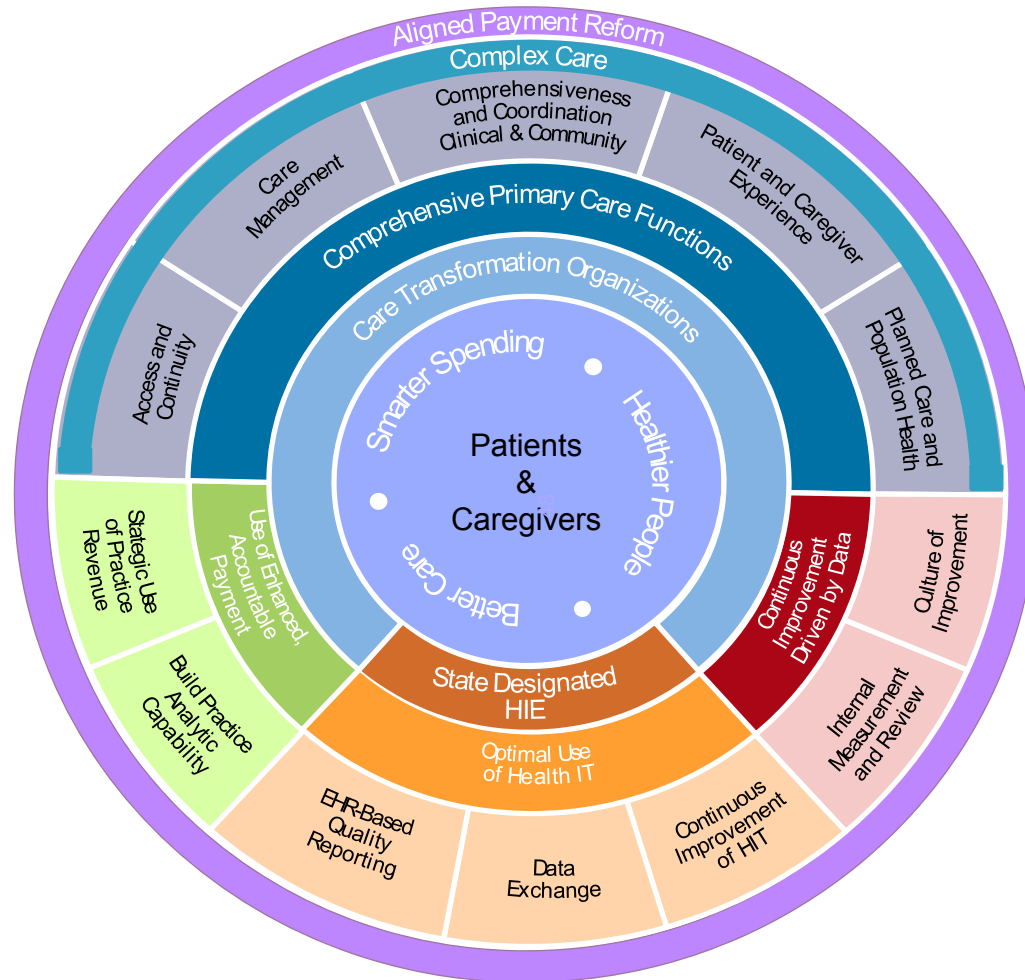 Aligned Payment Reform
Complex Care
Comprehensiveness
and Coordination
Clinical & Community
Care
Management
Patient and Caregiver
Experience
Access and
Continuity
Planned Care and
Population Health
Comprehensive Primary Care Functions
Care Transformation Organizations
Smarter Spending
Healthier People
Better Care
Patients
&
Caregivers
Use of Enhanced,
Accountable
Payment
Stategic Use
of Practice
Revenue
Build Practice
Analytic
Capability
State Designated
HIE
Optimal Use
of Health IT
EHR-Based
Quality
Reporting
Data
Exchange
Continuous
Improvement
of HIT
Continuous
Improvement
Driven by Data
Culture of
Improvement
Internal
Measurement
and Review